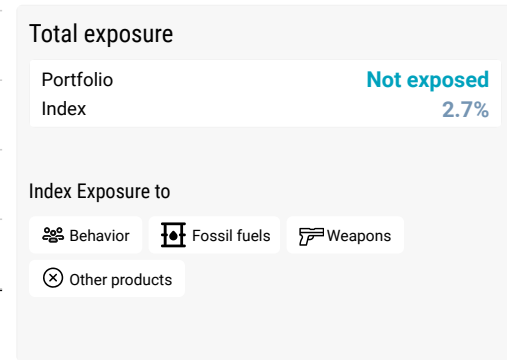 Total exposure
Portfolio Not exposed
Index 2.7%
Index Exposure to
Behavior Fossil fuels Weapons
Other products